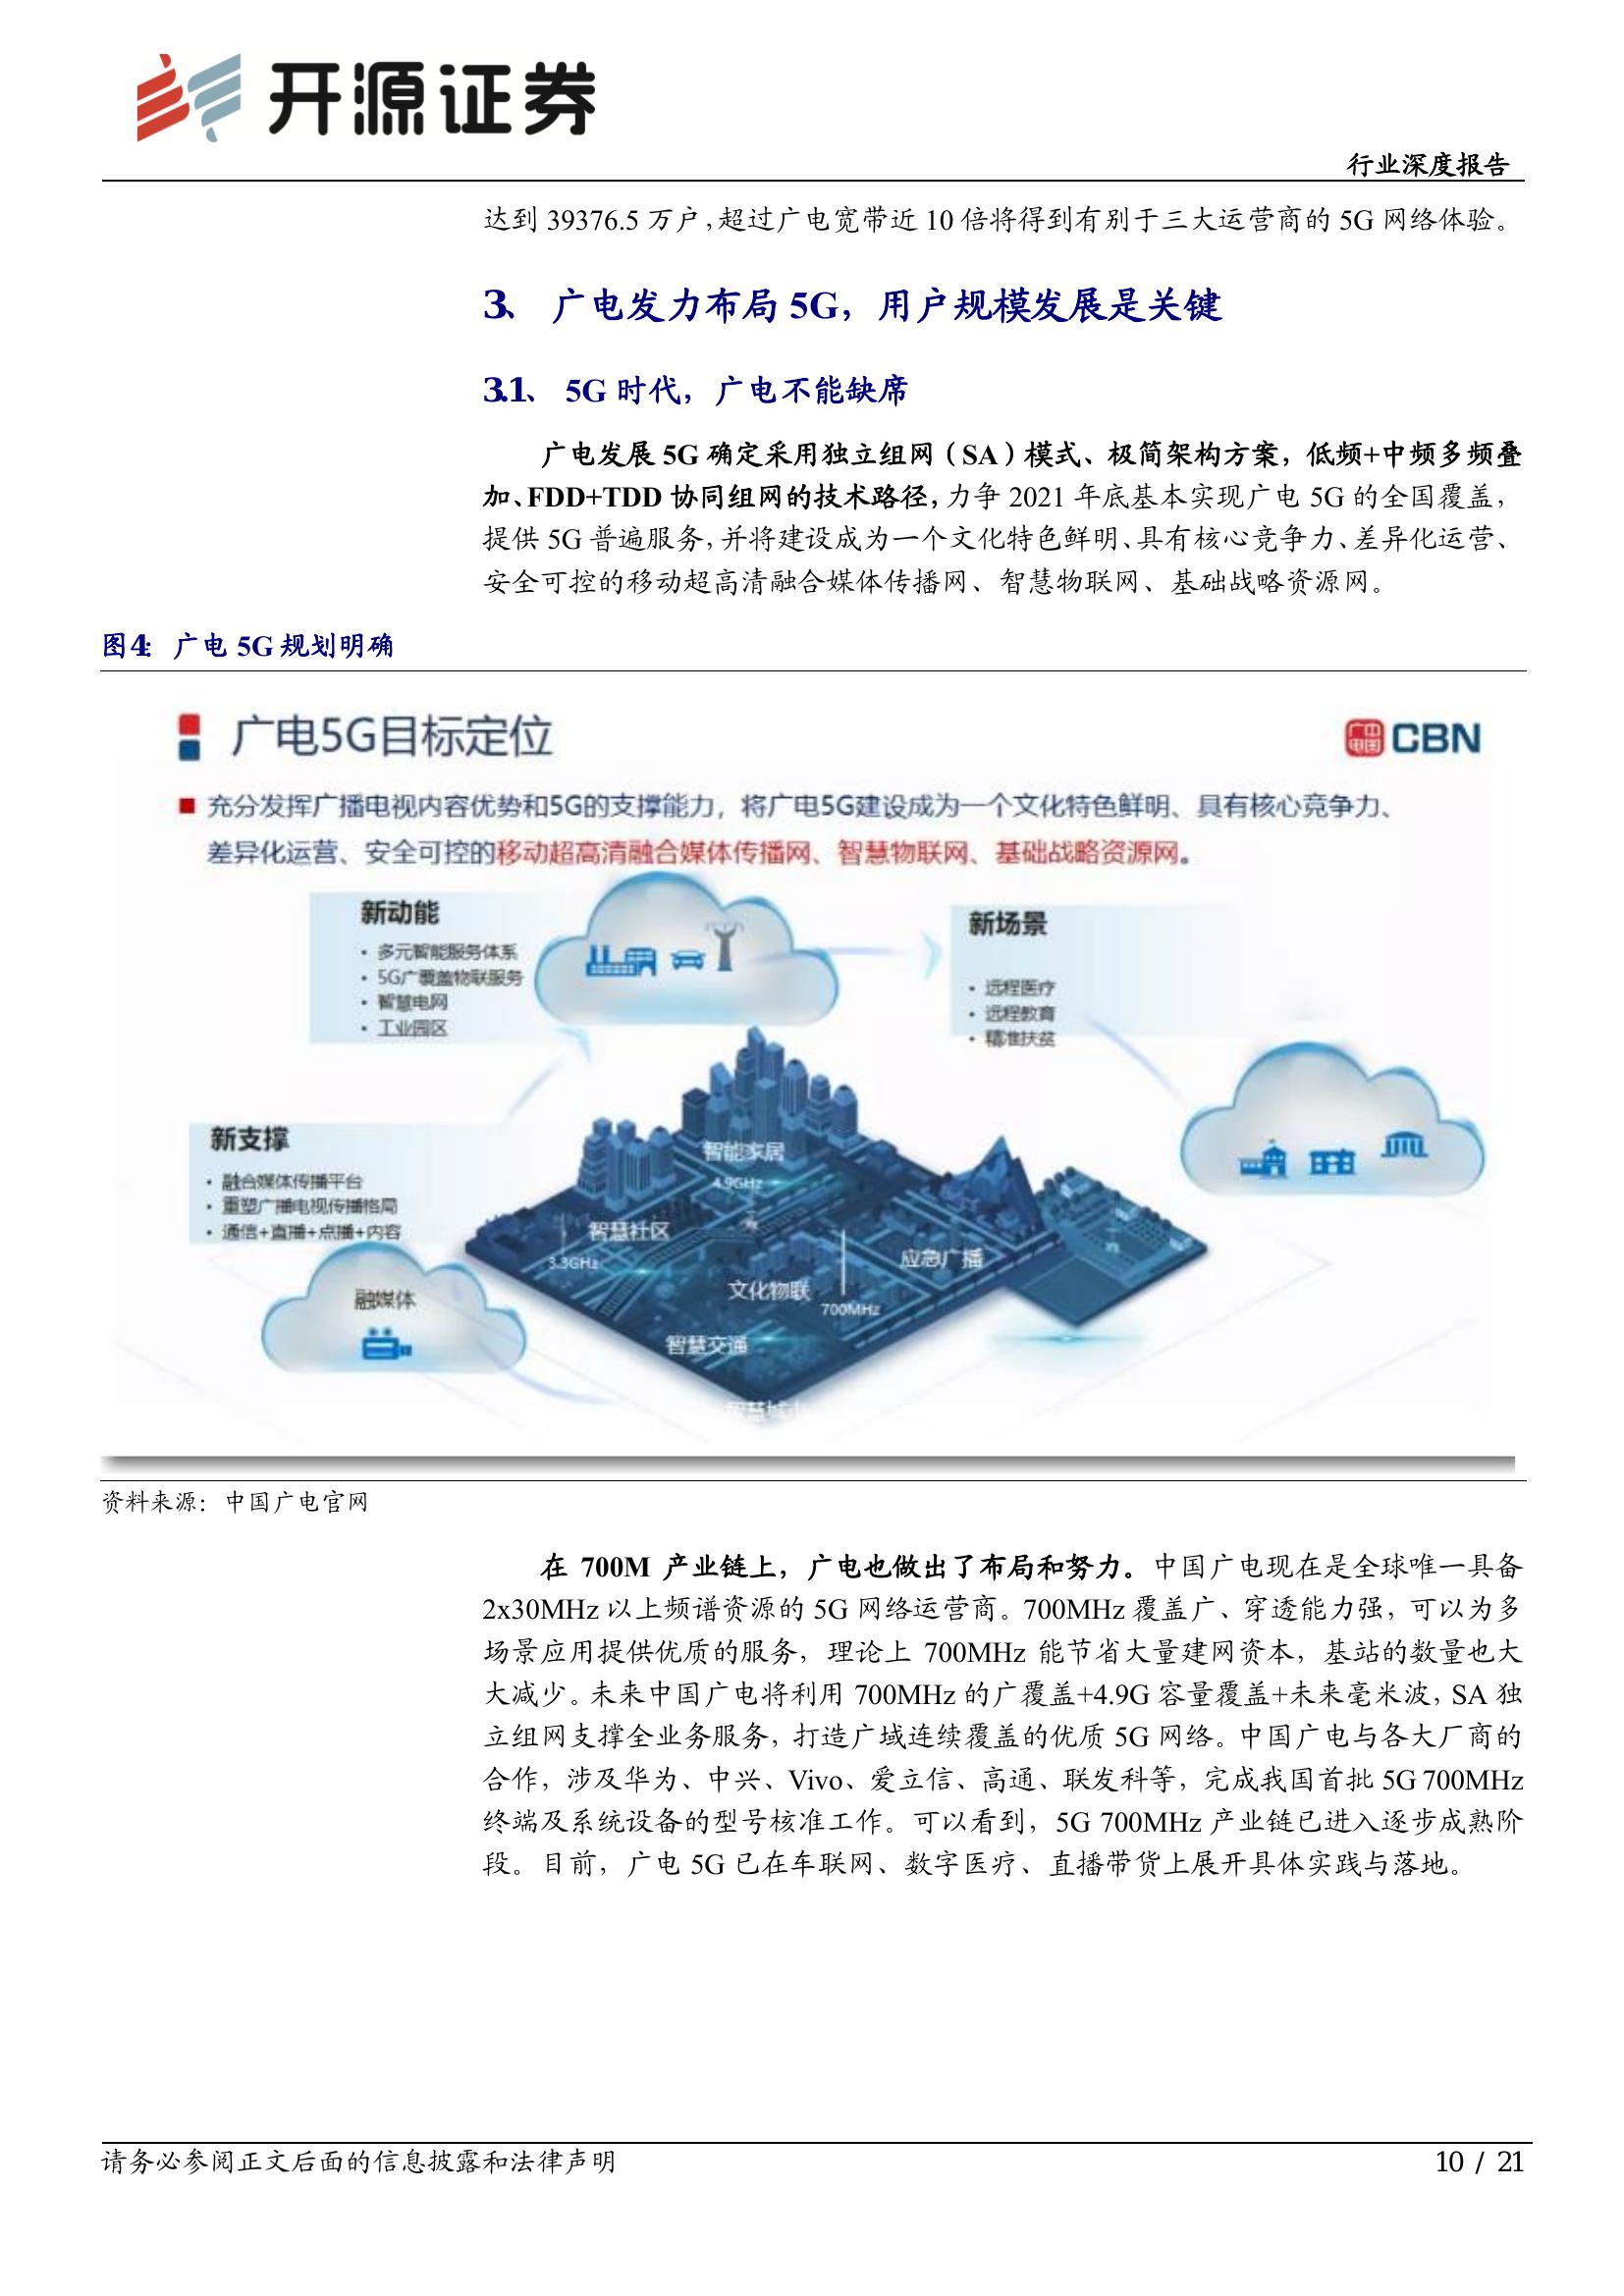 开源证券
行业深度报告
达到 39376.5 万户，超过广电宽带近 10 倍将得到有别于三大运营商的 5G 网络体验。
3、 广电发力布局 5G，用户规模发展是关键
3.1、 5G 时代，广电不能缺席
广电发展 5G 确定采用独立组网（SA）模式、极简架构方案，低频+中频多频叠
加、FDD+TDD 协同组网的技术路径，力争 2021 年底基本实现广电 5G 的全国覆盖，
提供 5G 普遍服务，并将建设成为一个文化特色鲜明、具有核心竞争力、差异化运营、
安全可控的移动超高清融合媒体传播网、智慧物联网、基础战略资源网。
图4： 广电 5G 规划明确
广电5G目标定位
中国广电 CBN
■ 充分发挥广播电视内容优势和5G的支撑能力，将广电5G建设成为一个文化特色鲜明、具有核心竞争力、
差异化运营、安全可控的移动超高清融合媒体传播网、智慧物联网、基础战略资源网。
新动能
• 多元智能服务体系
• 5G广覆盖物联服务
• 智慧电网
• 工业园区
新场景
• 远程医疗
• 远程教育
• 精准扶贫
新支撑
• 融合媒体传播平台
• 重塑广播电视传播格局
• 通信+直播+点播+内容
智能家居
4.9GHz
智慧社区
3.3GHz
应急广播
文化物联
700MHz
融媒体
智慧交通
智慧城市
资料来源：中国广电官网
在 700M 产业链上，广电也做出了布局和努力。中国广电现在是全球唯一具备
2x30MHz 以上频谱资源的 5G 网络运营商。700MHz 覆盖广、穿透能力强，可以为多
场景应用提供优质的服务，理论上 700MHz 能节省大量建网资本，基站的数量也大
大减少。未来中国广电将利用 700MHz 的广覆盖+4.9G 容量覆盖+未来毫米波，SA 独
立组网支撑全业务服务，打造广域连续覆盖的优质 5G 网络。中国广电与各大厂商的
合作，涉及华为、中兴、Vivo、爱立信、高通、联发科等，完成我国首批 5G 700MHz
终端及系统设备的型号核准工作。可以看到，5G 700MHz 产业链已进入逐步成熟阶
段。目前，广电 5G 已在车联网、数字医疗、直播带货上展开具体实践与落地。
请务必参阅正文后面的信息披露和法律声明
10 / 21